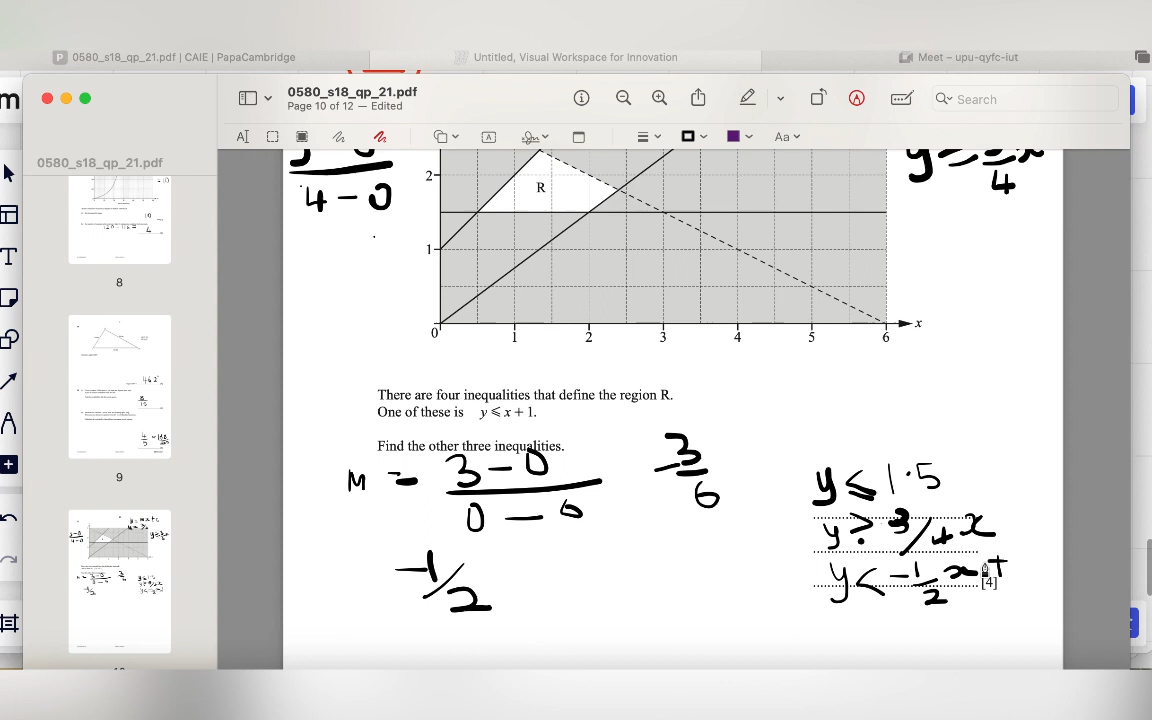 0580_s18_qp_21.pdf | CAIE | PapaCambridge
Untitled, Visual Workspace for Innovation
Meet – upu-qyfc-iut
m
0580_s18_qp_21.pdf
Page 10 of 12 — Edited
Search
Aa
0580_s18_qp_21.pdf
8
9
4 - 0
4
2
R
1
0
1
2
3
4
5
6
x
There are four inequalities that define the region R.
One of these is y ⩽ x + 1.
Find the other three inequalities.
[4]
M = 3 - 0
0 - 6
-3
6
-1/2
y ≤ 1.5
y ≥ 3/4 x
y < -1/2 x +